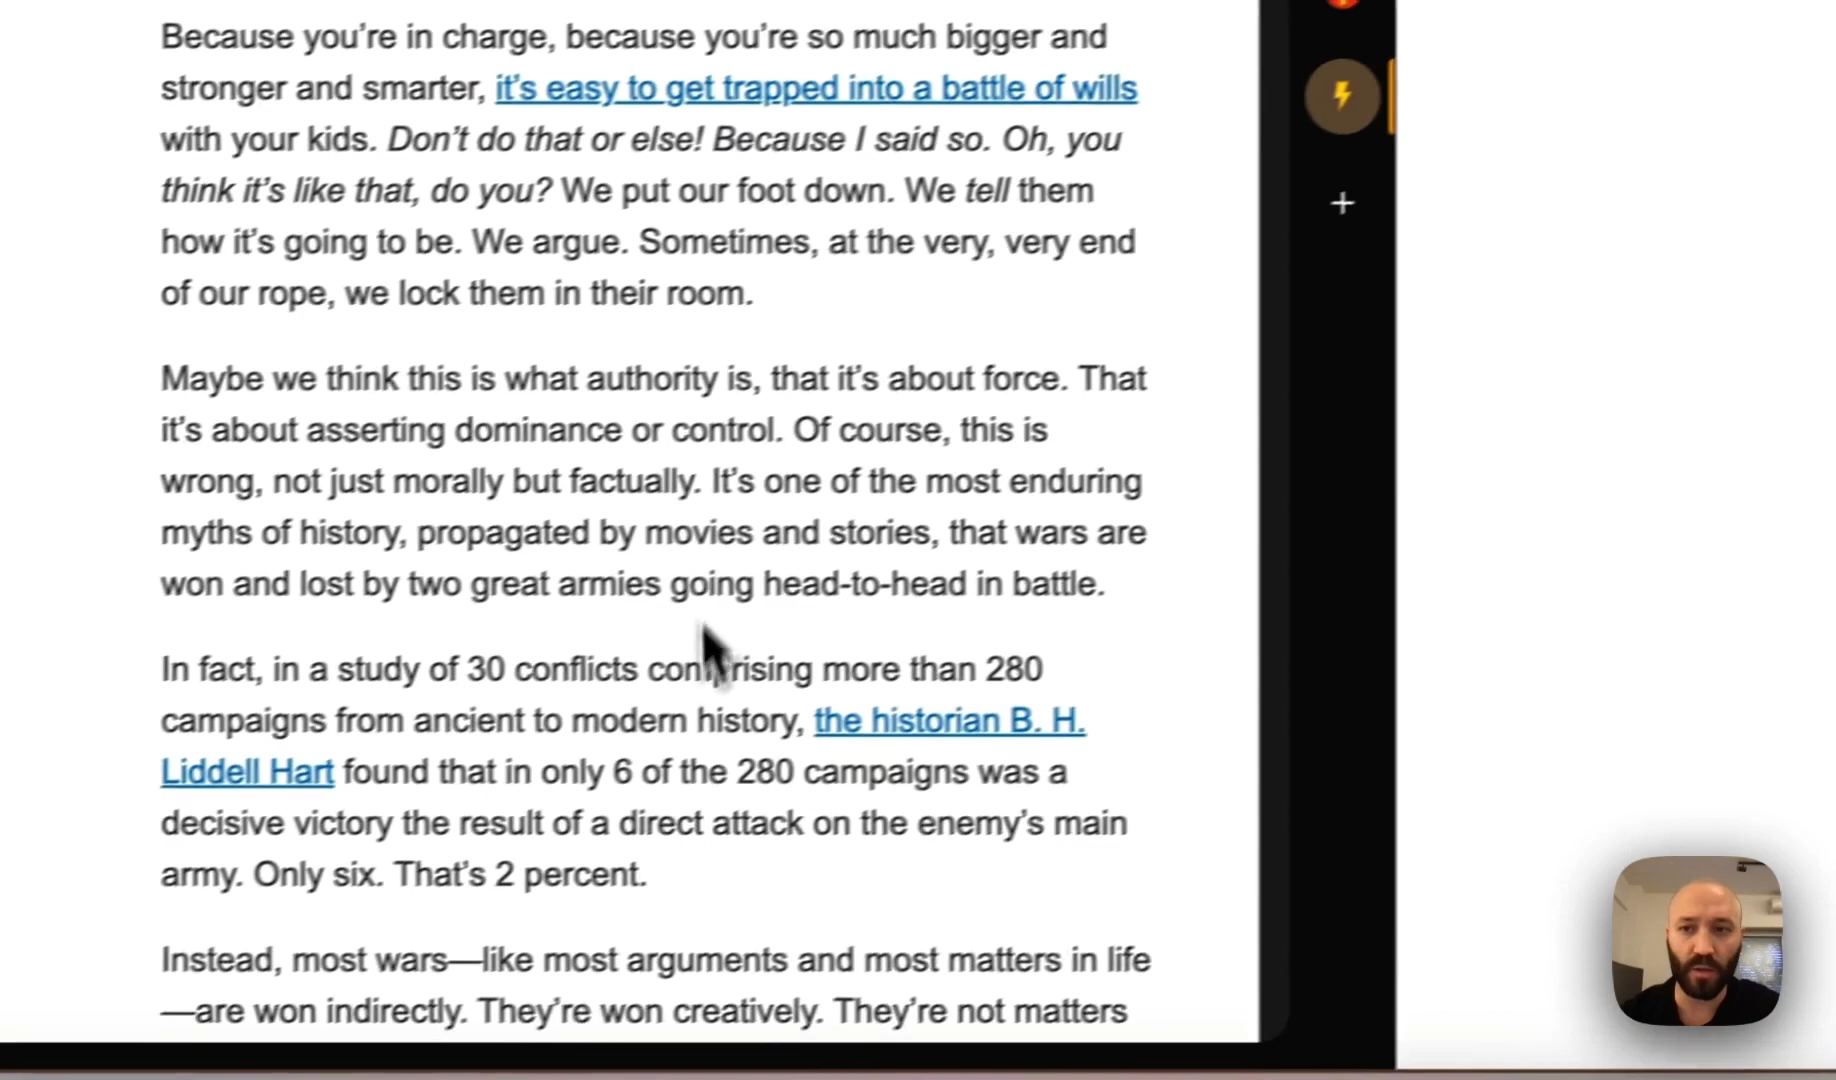 Because you're in charge, because you're so much bigger and
stronger and smarter, it's easy to get trapped into a battle of wills
with your kids. Don't do that or else! Because I said so. Oh, you
think it's like that, do you? We put our foot down. We tell them
how it's going to be. We argue. Sometimes, at the very, very end
of our rope, we lock them in their room.
Maybe we think this is what authority is, that it's about force. That
it's about asserting dominance or control. Of course, this is
wrong, not just morally but factually. It's one of the most enduring
myths of history, propagated by movies and stories, that wars are
won and lost by two great armies going head-to-head in battle.
In fact, in a study of 30 conflicts comprising more than 280
campaigns from ancient to modern history, the historian B. H.
Liddell Hart found that in only 6 of the 280 campaigns was a
decisive victory the result of a direct attack on the enemy's main
army. Only six. That's 2 percent.
Instead, most wars—like most arguments and most matters in life
—are won indirectly. They're won creatively. They're not matters